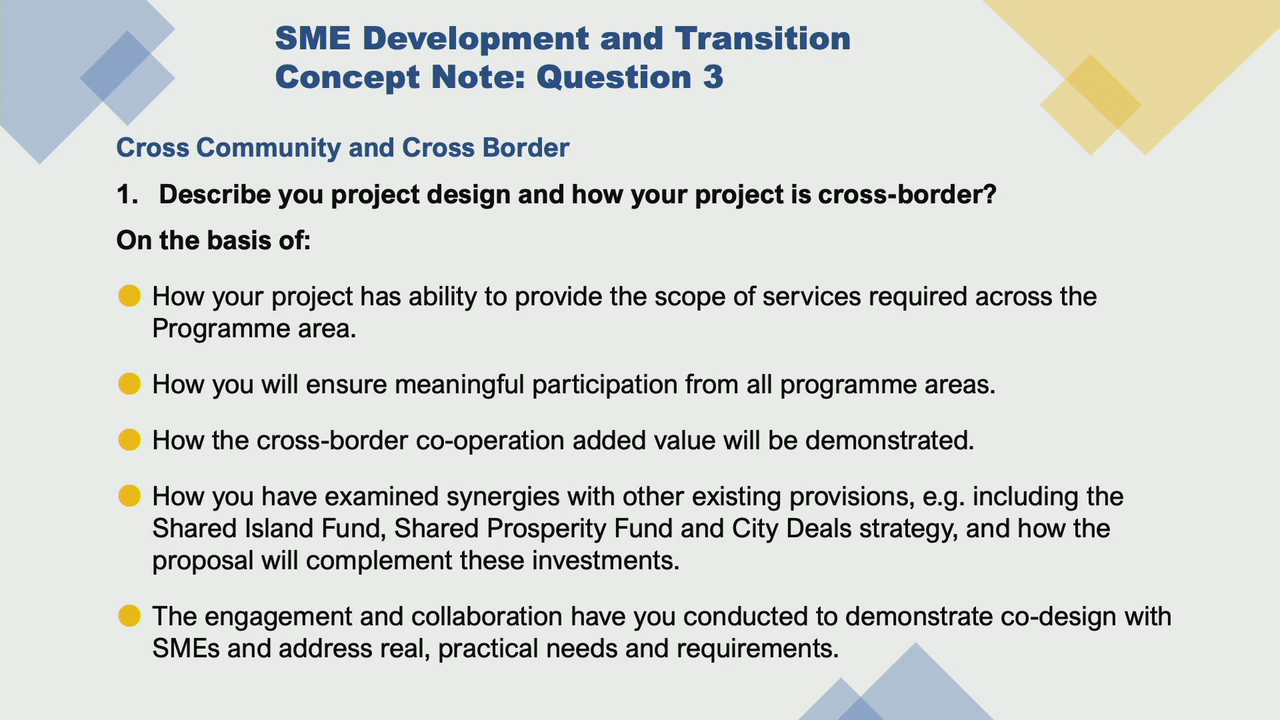 SME Development and Transition
Concept Note: Question 3
Cross Community and Cross Border
1. Describe you project design and how your project is cross-border?
On the basis of:
How your project has ability to provide the scope of services required across the
Programme area.
How you will ensure meaningful participation from all programme areas.
How the cross-border co-operation added value will be demonstrated.
How you have examined synergies with other existing provisions, e.g. including the
Shared Island Fund, Shared Prosperity Fund and City Deals strategy, and how the
proposal will complement these investments.
The engagement and collaboration have you conducted to demonstrate co-design with
SMEs and address real, practical needs and requirements.